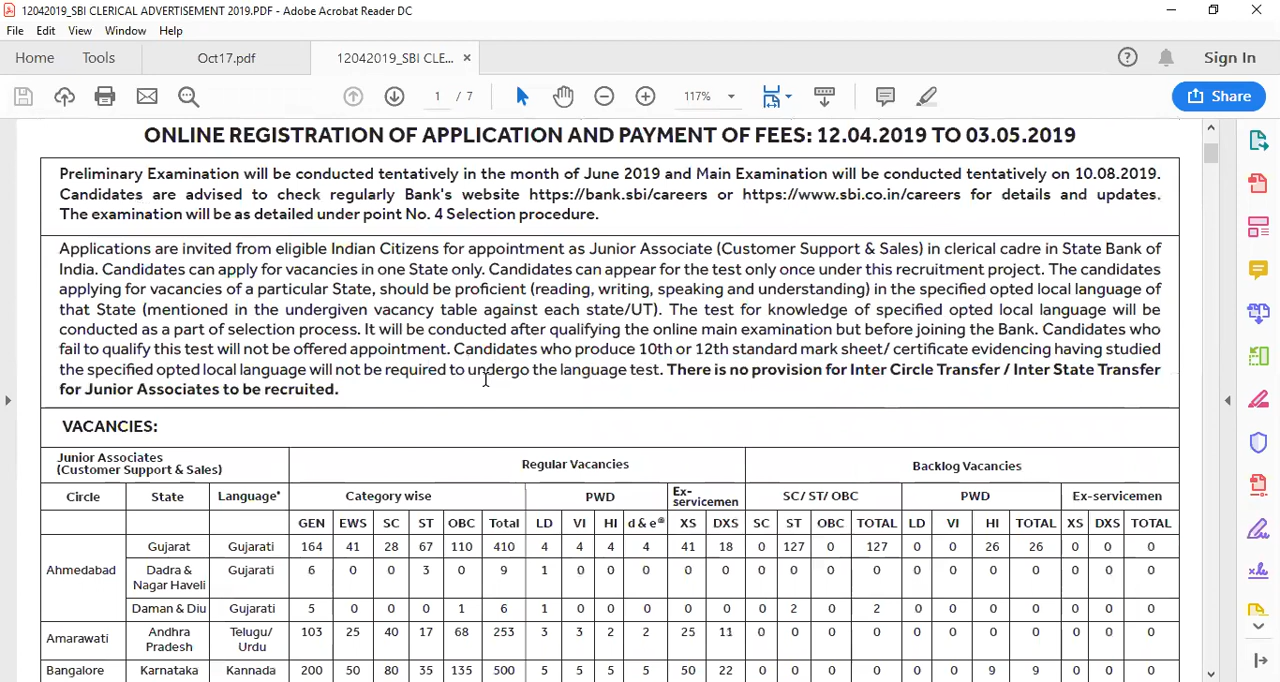 12042019_SBI CLERICAL ADVERTISEMENT 2019.PDF - Adobe Acrobat Reader DC
File Edit View Window Help
Home Tools Oct17.pdf 12042019_SBI CLE... × Sign In
1 / 7 117% Share
ONLINE REGISTRATION OF APPLICATION AND PAYMENT OF FEES: 12.04.2019 TO 03.05.2019
Preliminary Examination will be conducted tentatively in the month of June 2019 and Main Examination will be conducted tentatively on 10.08.2019.
Candidates are advised to check regularly Bank's website https://bank.sbi/careers or https://www.sbi.co.in/careers for details and updates.
The examination will be as detailed under point No. 4 Selection procedure.
Applications are invited from eligible Indian Citizens for appointment as Junior Associate (Customer Support & Sales) in clerical cadre in State Bank of
India. Candidates can apply for vacancies in one State only. Candidates can appear for the test only once under this recruitment project. The candidates
applying for vacancies of a particular State, should be proficient (reading, writing, speaking and understanding) in the specified opted local language of
that State (mentioned in the undergiven vacancy table against each state/UT). The test for knowledge of specified opted local language will be
conducted as a part of selection process. It will be conducted after qualifying the online main examination but before joining the Bank. Candidates who
fail to qualify this test will not be offered appointment. Candidates who produce 10th or 12th standard mark sheet/ certificate evidencing having studied
the specified opted local language will not be required to undergo the language test. There is no provision for Inter Circle Transfer / Inter State Transfer
for Junior Associates to be recruited.
VACANCIES:
Junior Associates
(Customer Support & Sales) Regular Vacancies Backlog Vacancies
Circle State Language* Category wise PWD Ex-servicemen SC/ ST/ OBC PWD Ex-servicemen
GEN EWS SC ST OBC Total LD VI HI d & e@ XS DXS SC ST OBC TOTAL LD VI HI TOTAL XS DXS TOTAL
Ahmedabad Gujarat Gujarati 164 41 28 67 110 410 4 4 4 4 41 18 0 127 0 127 0 0 26 26 0 0 0
Dadra & Nagar Haveli Gujarati 6 0 0 3 0 9 1 0 0 0 0 0 0 0 0 0 0 0 0 0 0 0 0
Daman & Diu Gujarati 5 0 0 0 1 6 1 0 0 0 0 0 0 2 0 2 0 0 0 0 0 0 0
Amarawati Andhra Pradesh Telugu/ Urdu 103 25 40 17 68 253 3 3 2 2 25 11 0 0 0 0 0 0 0 0 0 0 0
Bangalore Karnataka Kannada 200 50 80 35 135 500 5 5 5 5 50 22 0 0 0 0 0 0 9 9 0 0 0